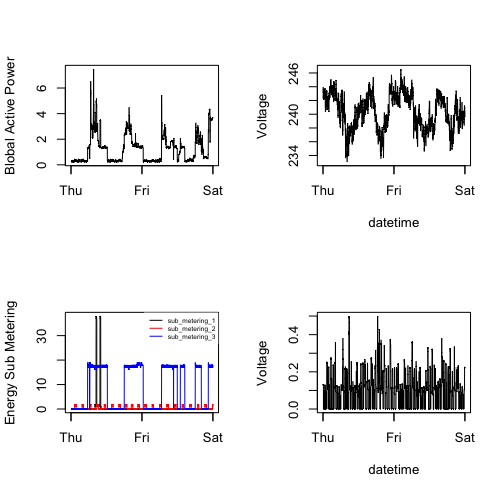 Blobal Active Power
6
4
2
0
Thu Fri Sat
Voltage
246
240
234
Thu Fri Sat
datetime
Energy Sub Metering
30
10
0
sub_metering_1
sub_metering_2
sub_metering_3
Thu Fri Sat
Voltage
0.4
0.2
0.0
Thu Fri Sat
datetime